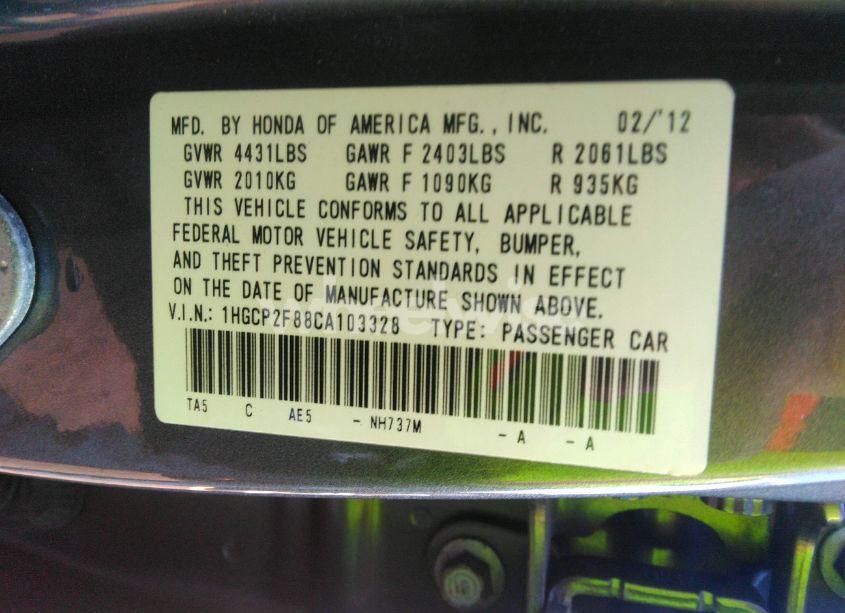 MFD. BY HONDA OF AMERICA MFG., INC. 02/'12
GVWR 4431LBS GAWR F 2403LBS R 2061LBS
GVWR 2010KG GAWR F 1090KG R 935KG
THIS VEHICLE CONFORMS TO ALL APPLICABLE
FEDERAL MOTOR VEHICLE SAFETY, BUMPER,
AND THEFT PREVENTION STANDARDS IN EFFECT
ON THE DATE OF MANUFACTURE SHOWN ABOVE.
V.I.N.: 1HGCP2F88CA103328 TYPE: PASSENGER CAR
TA5 C AE5 - NH737M - A - A